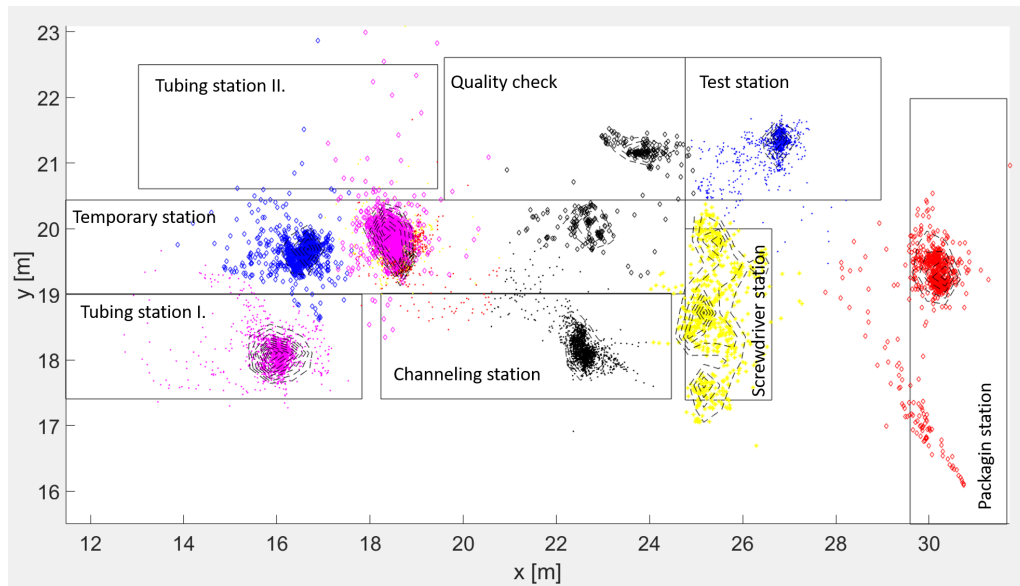 23
22
21
20
19
18
17
16
y [m]
Tubing station II.
Quality check
Test station
Temporary station
Tubing station I.
Channeling station
Screwdriver station
Packagin station
12
14
16
18
20
22
24
26
28
30
x [m]